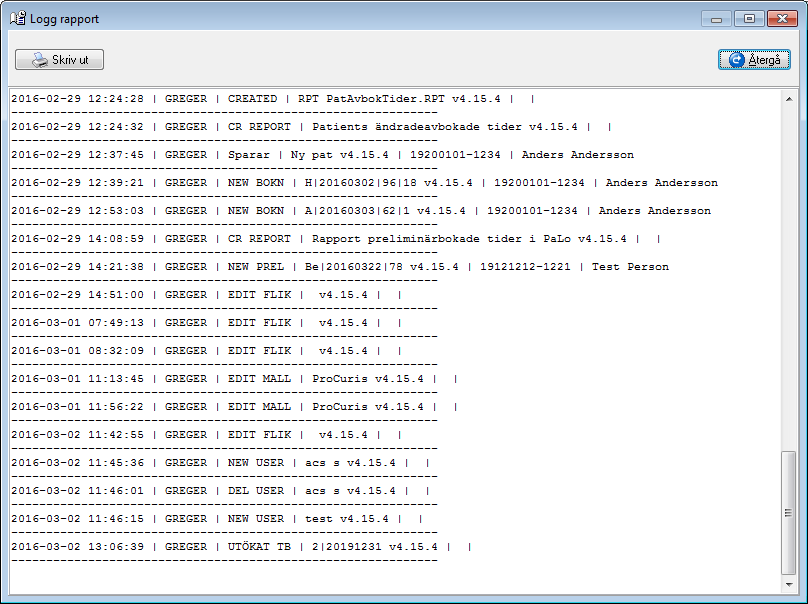 Logg rapport
Skriv ut
Återgå
2016-02-29 12:24:28 | GREGER | CREATED | RPT PatAvbokTider.RPT v4.15.4 |  |
-------------------------------------------------------------
2016-02-29 12:24:32 | GREGER | CR REPORT | Patients ändradeavbokade tider v4.15.4 |  |
-------------------------------------------------------------
2016-02-29 12:37:45 | GREGER | Sparar | Ny pat v4.15.4 | 19200101-1234 | Anders Andersson
-------------------------------------------------------------
2016-02-29 12:39:21 | GREGER | NEW BOKN | H|20160302|96|18 v4.15.4 | 19200101-1234 | Anders Andersson
-------------------------------------------------------------
2016-02-29 12:53:03 | GREGER | NEW BOKN | A|20160303|62|1 v4.15.4 | 19200101-1234 | Anders Andersson
-------------------------------------------------------------
2016-02-29 14:08:59 | GREGER | CR REPORT | Rapport preliminärbokade tider i PaLo v4.15.4 |  |
-------------------------------------------------------------
2016-02-29 14:21:38 | GREGER | NEW PREL | Be|20160322|78 v4.15.4 | 19121212-1221 | Test Person
-------------------------------------------------------------
2016-02-29 14:51:00 | GREGER | EDIT FLIK |  v4.15.4 |  |
-------------------------------------------------------------
2016-03-01 07:49:13 | GREGER | EDIT FLIK |  v4.15.4 |  |
-------------------------------------------------------------
2016-03-01 08:32:09 | GREGER | EDIT FLIK |  v4.15.4 |  |
-------------------------------------------------------------
2016-03-01 11:13:45 | GREGER | EDIT MALL | ProCuris v4.15.4 |  |
-------------------------------------------------------------
2016-03-01 11:56:22 | GREGER | EDIT MALL | ProCuris v4.15.4 |  |
-------------------------------------------------------------
2016-03-02 11:42:55 | GREGER | EDIT FLIK |  v4.15.4 |  |
-------------------------------------------------------------
2016-03-02 11:45:36 | GREGER | NEW USER | acs s v4.15.4 |  |
-------------------------------------------------------------
2016-03-02 11:46:01 | GREGER | DEL USER | acs s v4.15.4 |  |
-------------------------------------------------------------
2016-03-02 11:46:15 | GREGER | NEW USER | test v4.15.4 |  |
-------------------------------------------------------------
2016-03-02 13:06:39 | GREGER | UTÖKAT TB | 2|20191231 v4.15.4 |  |
-------------------------------------------------------------